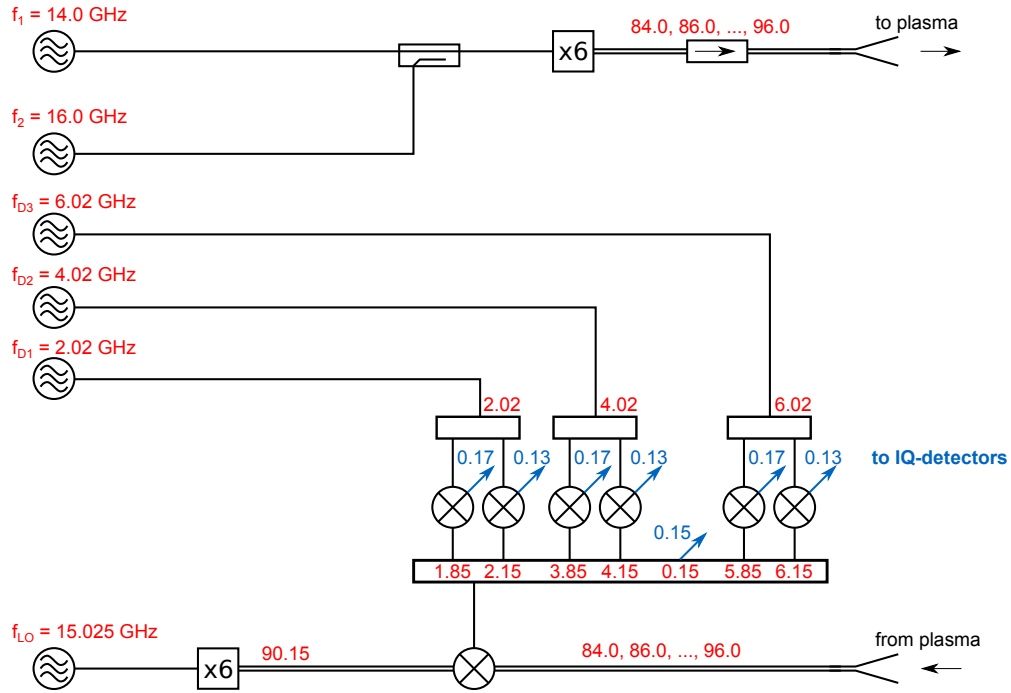 f1 = 14.0 GHz
84.0, 86.0, ..., 96.0
to plasma
x6
f2 = 16.0 GHz
fD3 = 6.02 GHz
fD2 = 4.02 GHz
fD1 = 2.02 GHz
2.02
4.02
6.02
0.17
0.13
0.17
0.13
0.17
0.13
to IQ-detectors
0.15
1.85
2.15
3.85
4.15
0.15
5.85
6.15
fLO = 15.025 GHz
x6
90.15
84.0, 86.0, ..., 96.0
from plasma